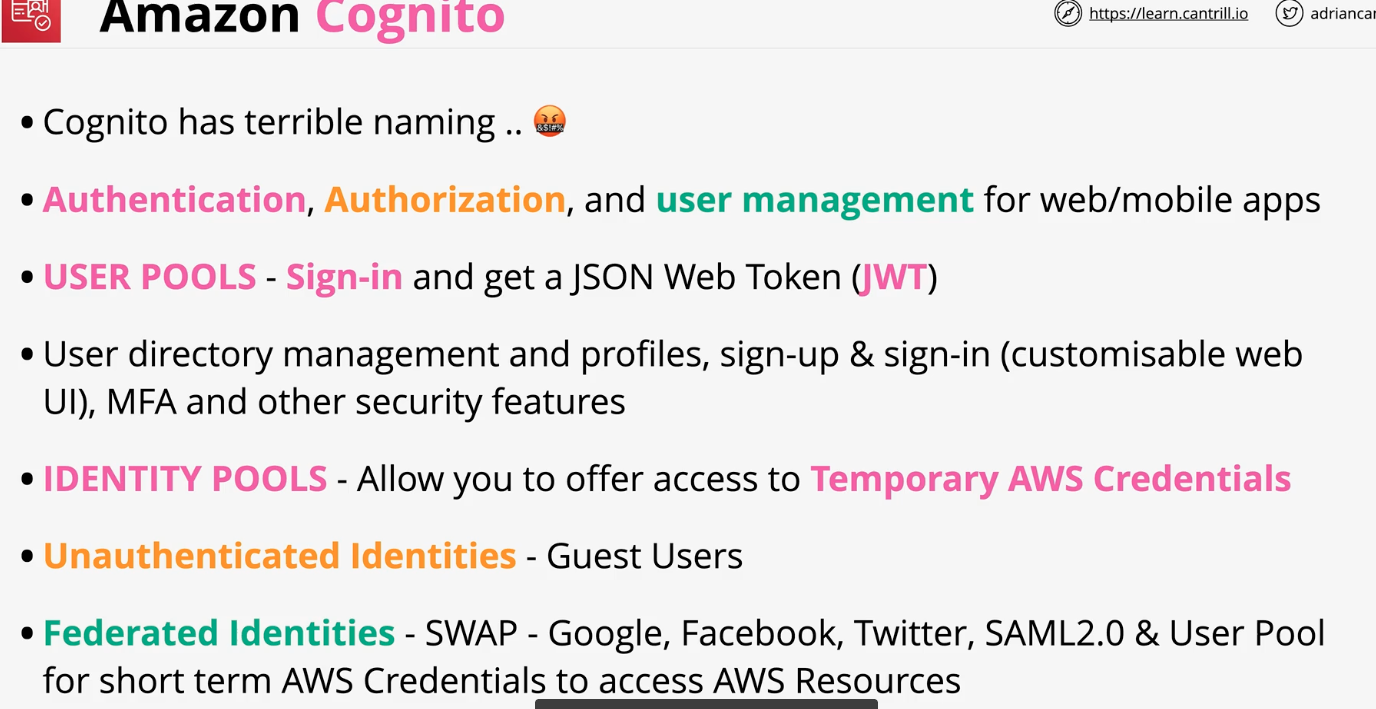 Amazon Cognito
https://learn.cantrill.io
adriancan
• Cognito has terrible naming .. 🤬
• Authentication, Authorization, and user management for web/mobile apps
• USER POOLS - Sign-in and get a JSON Web Token (JWT)
• User directory management and profiles, sign-up & sign-in (customisable web
UI), MFA and other security features
• IDENTITY POOLS - Allow you to offer access to Temporary AWS Credentials
• Unauthenticated Identities - Guest Users
• Federated Identities - SWAP - Google, Facebook, Twitter, SAML2.0 & User Pool
for short term AWS Credentials to access AWS Resources